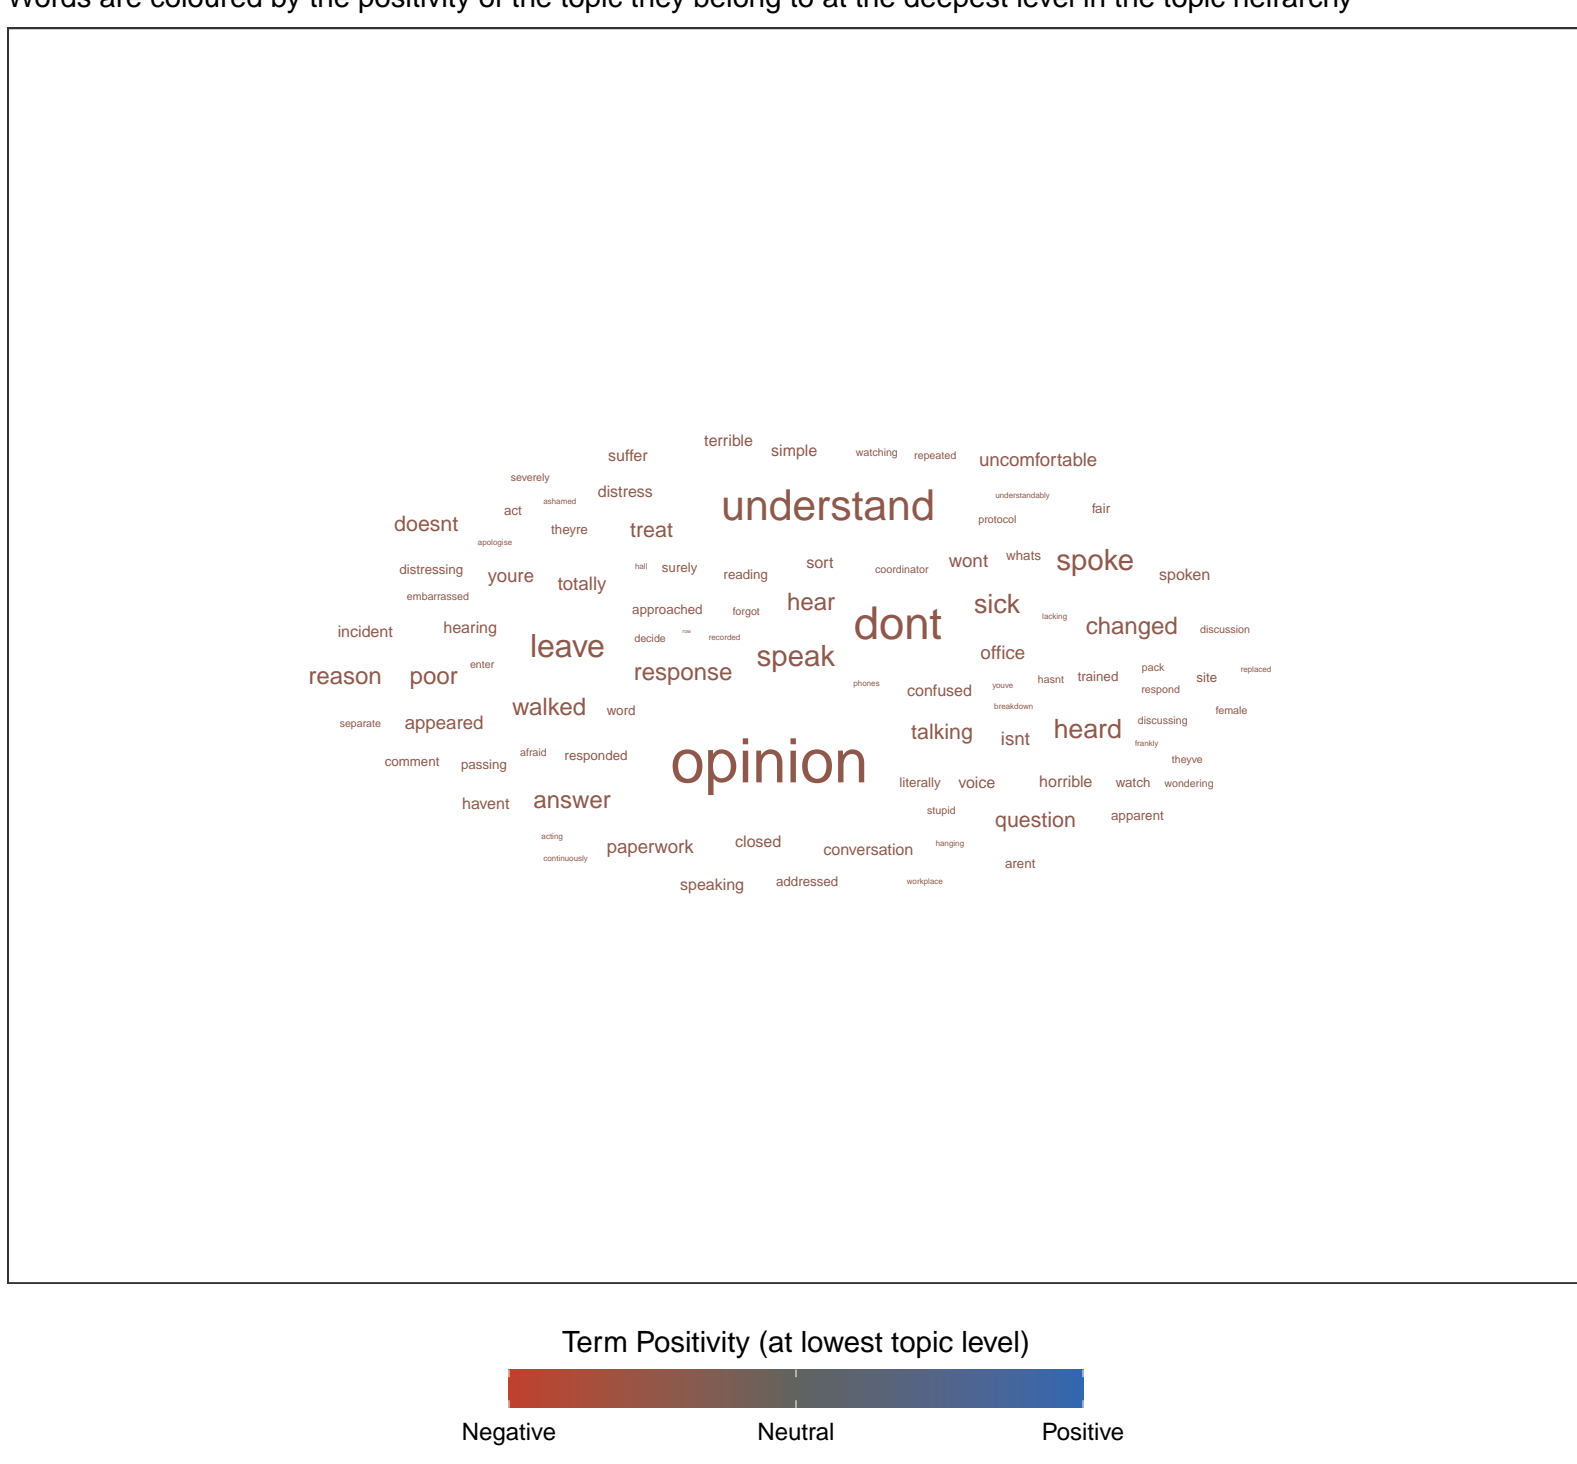 Words are coloured by the positivity of the topic they belong to at the deepest level in the topic heirarchy
terrible
simple
suffer
watching
repeated
uncomfortable
severely
distress
understand
understandably
ashamed
act
fair
doesnt
theyre
treat
protocol
apologise
spoke
wont
whats
sort
hall
surely
reading
coordinator
spoken
distressing
youre
totally
embarrassed
hear
sick
approached
forgot
dont
lacking
changed
discussion
incident
hearing
leave
decide
row
recorded
speak
office
enter
response
reason
poor
phones
confused
youve
hasnt
trained
pack
respond
site
replaced
walked
word
breakdown
female
separate
appeared
talking
isnt
heard
discussing
frankly
comment
passing
afraid
responded
opinion
theyve
literally
voice
horrible
watch
wondering
havent
answer
stupid
question
apparent
acting
paperwork
closed
conversation
hanging
continuously
arent
speaking
addressed
workplace
Term Positivity (at lowest topic level)
Negative
Neutral
Positive